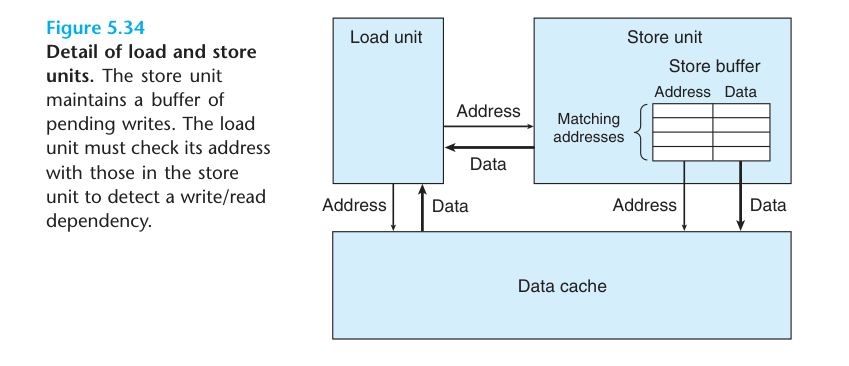 Figure 5.34
Detail of load and store
units. The store unit
maintains a buffer of
pending writes. The load
unit must check its address
with those in the store
unit to detect a write/read
dependency.
Load unit
Store unit
Store buffer
Address Data
Matching
addresses
Address
Data
Address
Data
Address
Data
Data cache